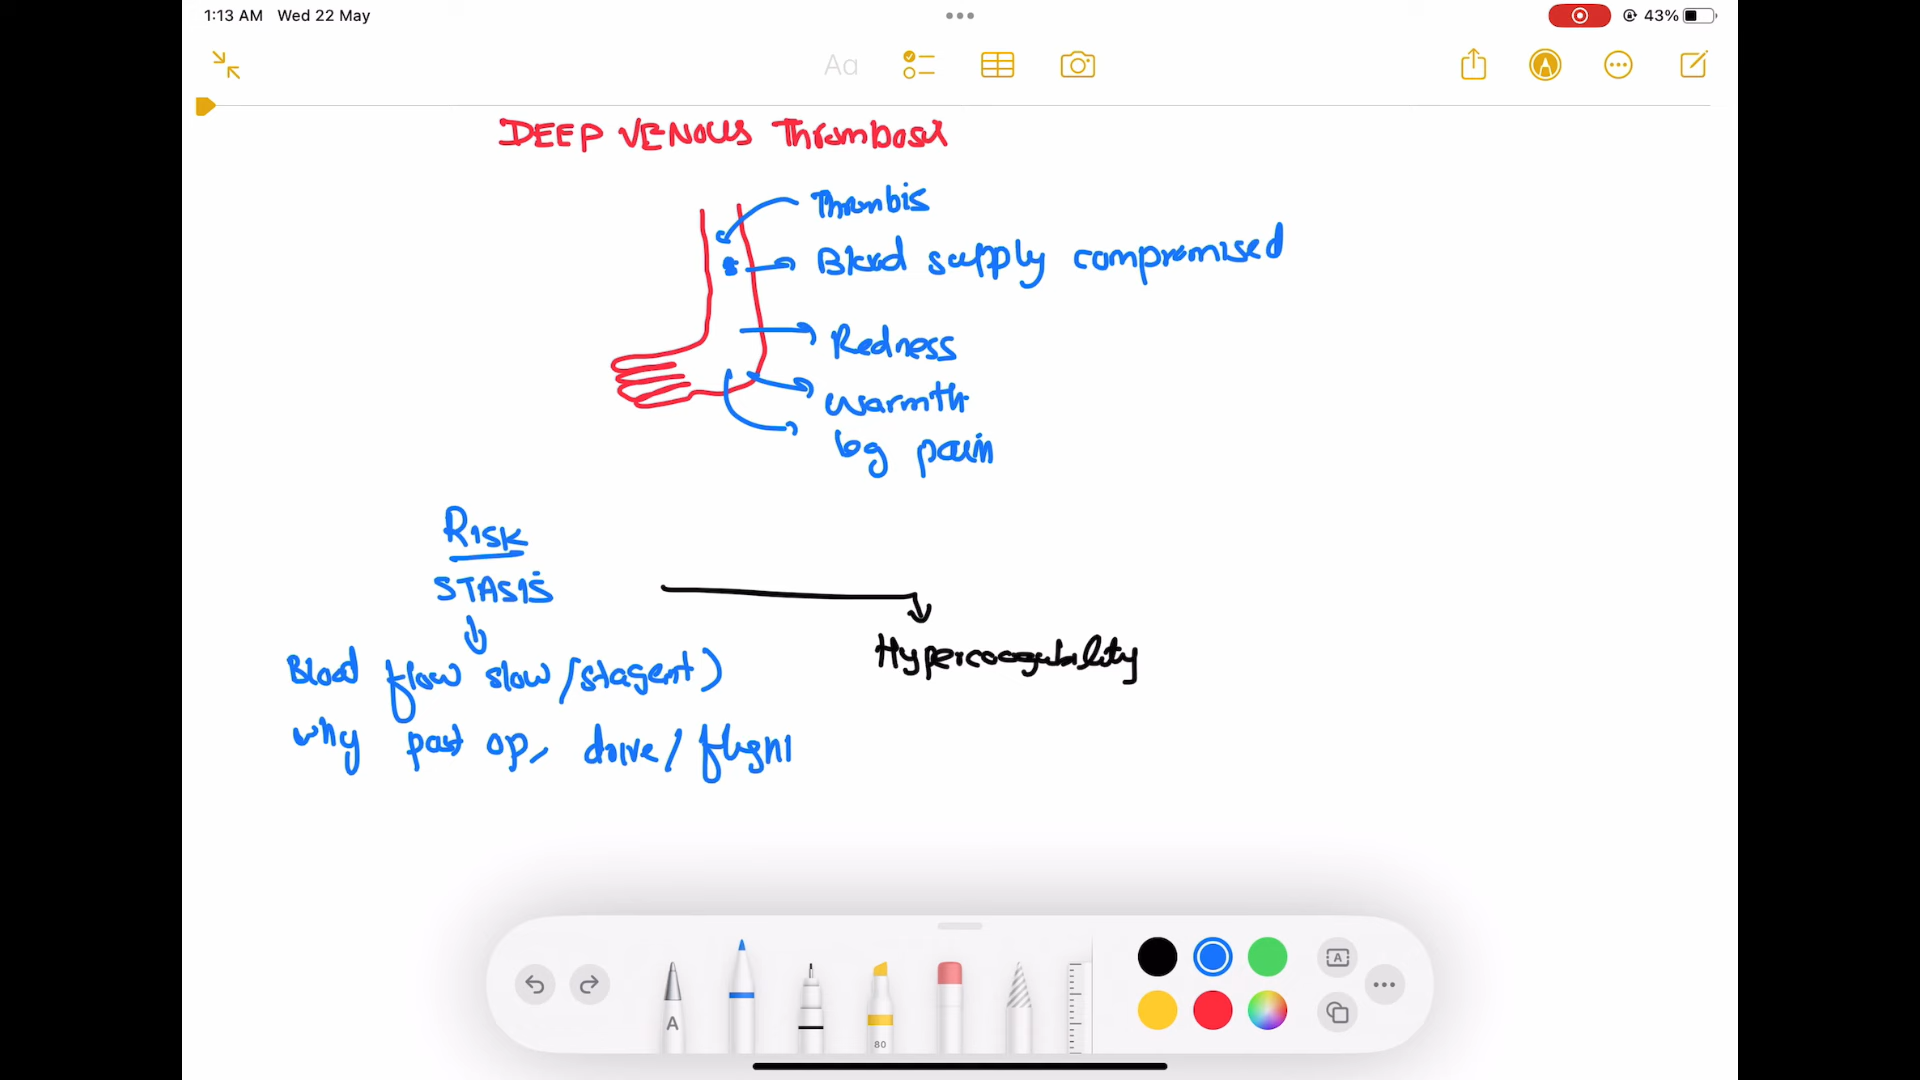 1:13 AM Wed 22 May
43%
Aa
DEEP VENOUS Thrombosis
Thrombis
Blood supply compromised
Redness
warmth
leg pain
RISK
STASIS
Blood flow slow/stagent)
Hypercoagubility
why post op, drive/flight
A
80
A